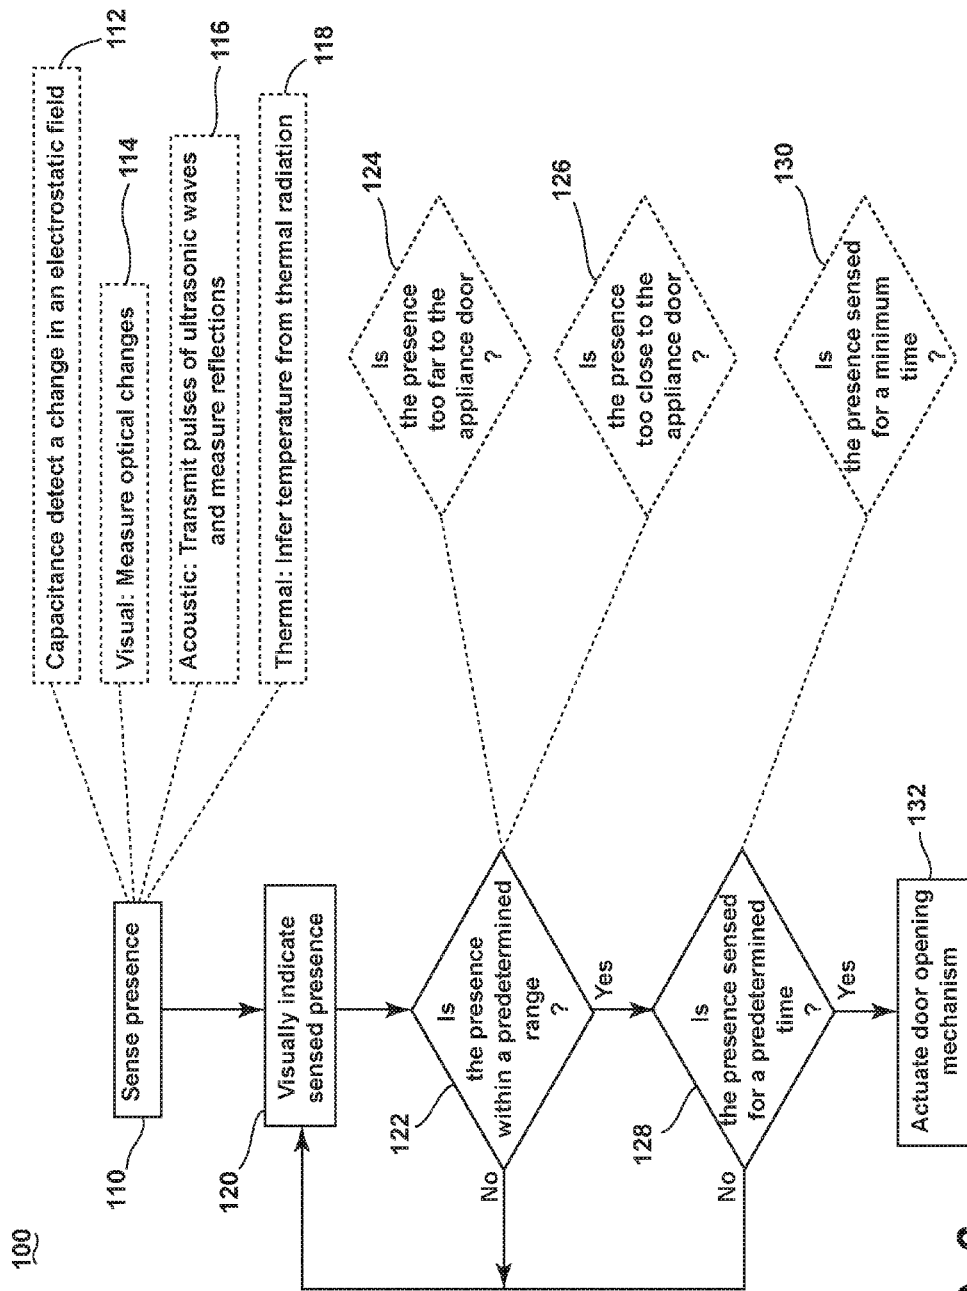 100
110
Sense presence
Capacitance detect a change in an electrostatic field
112
Visual: Measure optical changes
114
Acoustic: Transmit pulses of ultrasonic waves
and measure reflections
116
Thermal: Infer temperature from thermal radiation
118
120
Visually indicate
sensed presence
122
Is
the presence
within a predetermined
range
?
No
Yes
Is
the presence
too far to the
appliance door
?
124
Is
the presence
too close to the
appliance door
?
126
128
Is
the presence sensed
for a predetermined
time
?
No
Yes
Is
the presence sensed
for a minimum
time
?
130
Actuate door opening
mechanism
132